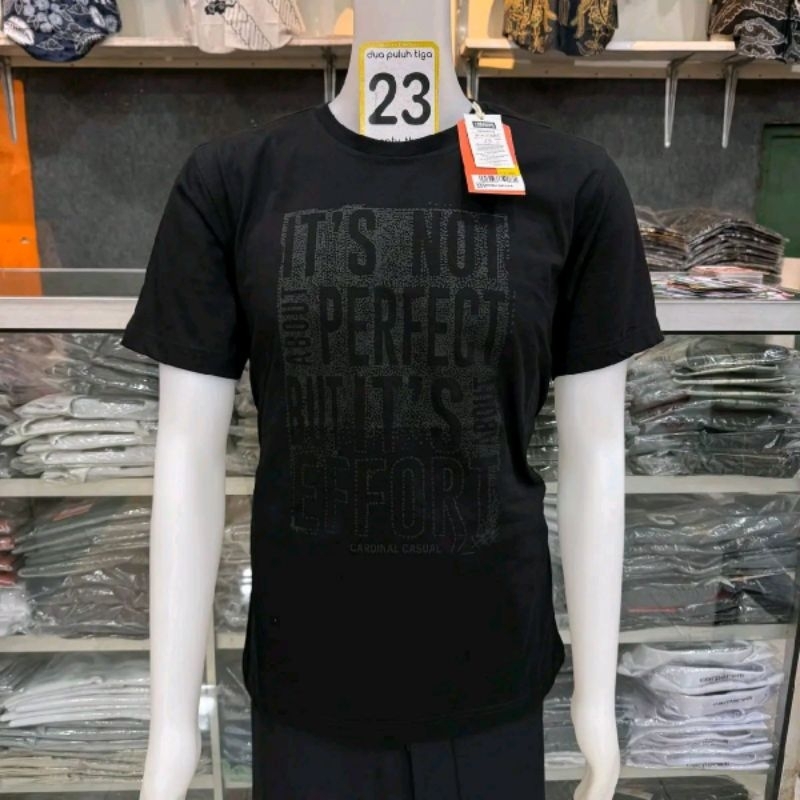 dua puluh tiga
23
IT'S NOT
ABOUT
PERFECT
BUT IT'S
ABOUT
EFFORT
CARDINAL CASUAL